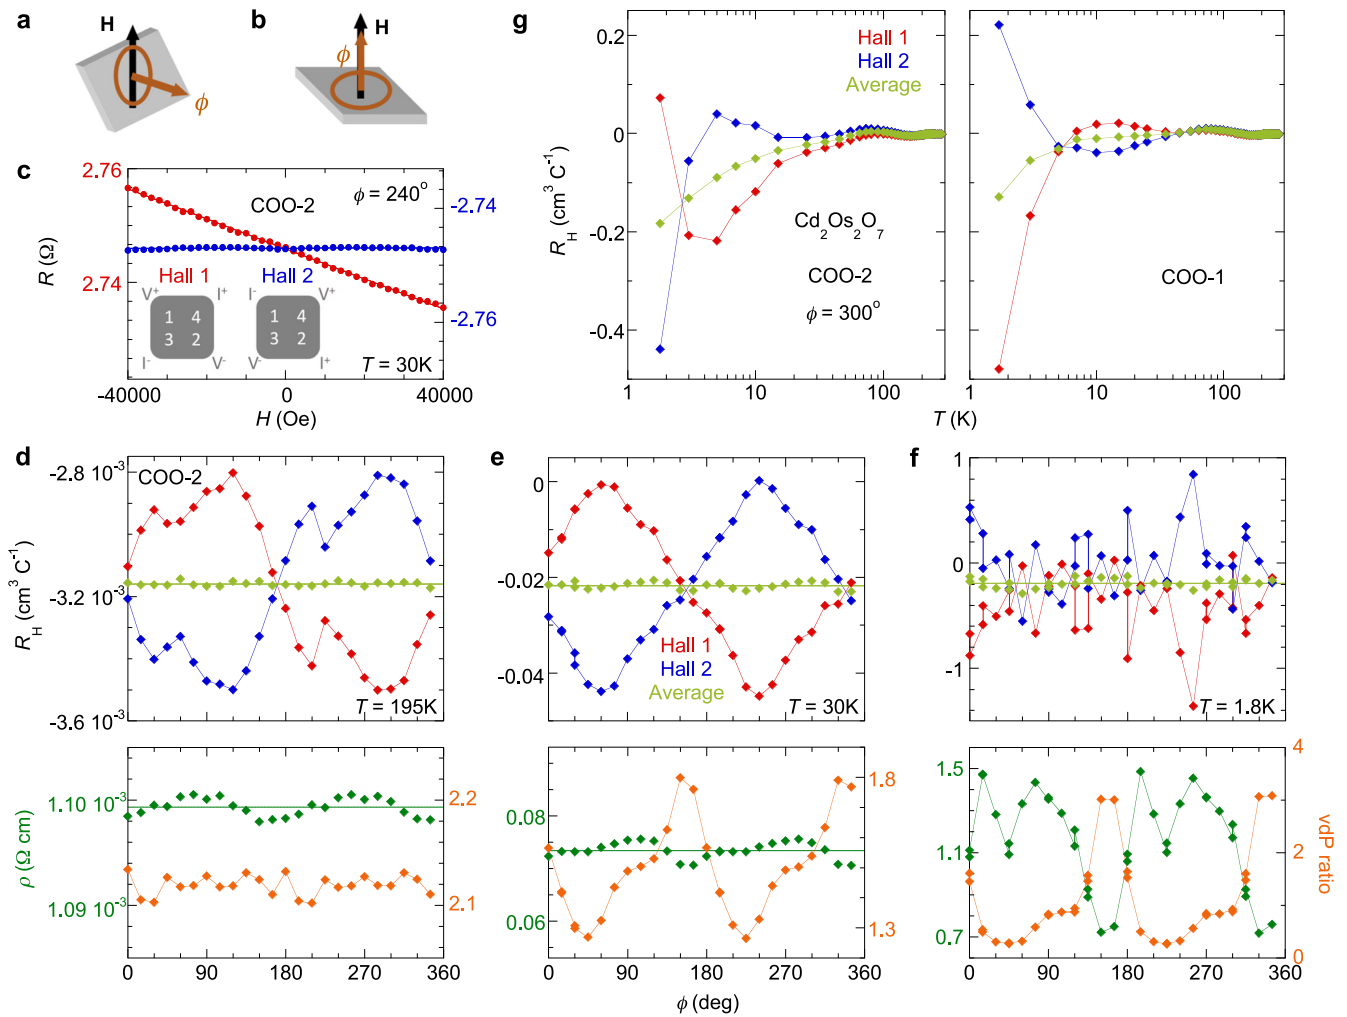 a
H
ϕ
b
H
ϕ
c
2.76
2.74
2.72
R (Ω)
COO-2
ϕ = 240°
-2.74
-2.76
Hall 1
Hall 2
V⁺ I⁺
1 4
3 2
I⁻ V⁻
I⁻ V⁺
1 4
3 2
V⁻ I⁺
T = 30K
-40000 0 40000
H (Oe)
g
0.2
0
-0.2
-0.4
R_H (cm³ C⁻¹)
Hall 1
Hall 2
Average
Cd₂Os₂O₇
COO-2
ϕ = 300°
1 10 100
COO-1
1 10 100
T (K)
d
-2.8 10⁻³
-3.2 10⁻³
-3.6 10⁻³
R_H (cm³ C⁻¹)
COO-2
T = 195K
e
0
-0.02
-0.04
Hall 1
Hall 2
Average
T = 30K
f
1
0
-1
T = 1.8K
1.10 10⁻³
1.09 10⁻³
ρ (Ω cm)
2.2
2.1
0 90 180 270 360
0.08
0.06
1.8
1.3
0 90 180 270 360
ϕ (deg)
1.5
1.1
0.7
4
2
0
vdP ratio
0 90 180 270 360